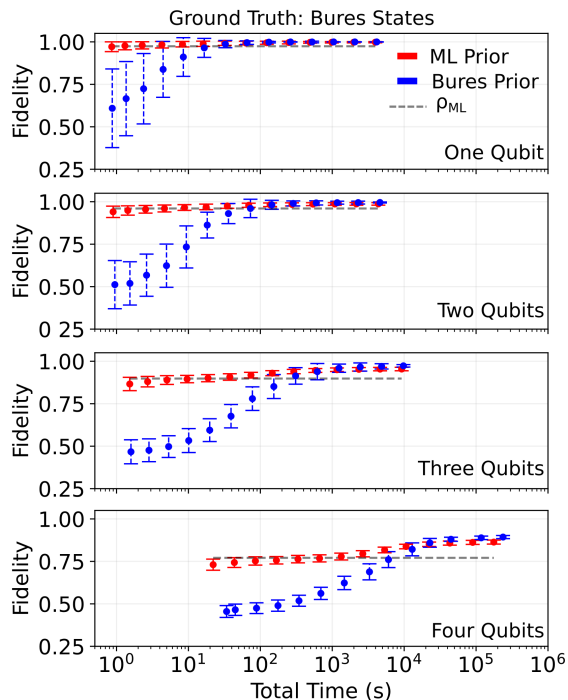 Ground Truth: Bures States
Fidelity
1.00
0.75
0.50
0.25
ML Prior
Bures Prior
ρML
One Qubit
Fidelity
1.00
0.75
0.50
0.25
Two Qubits
Fidelity
1.00
0.75
0.50
0.25
Three Qubits
Fidelity
1.00
0.75
0.50
0.25
Four Qubits
10⁰ 10¹ 10² 10³ 10⁴ 10⁵ 10⁶
Total Time (s)